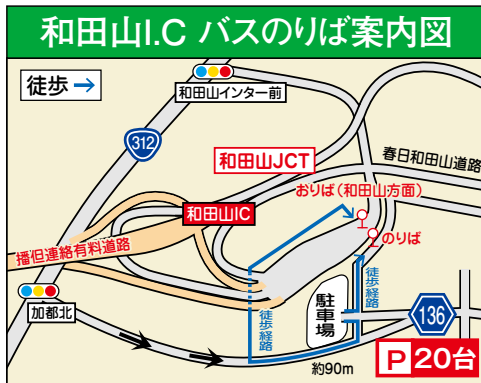 和田山I.C バスのりば案内図
徒歩→
和田山インター前
312
和田山JCT
春日和田山道路
おりば(和田山方面)
和田山IC
のりば
播但連絡有料道路
徒歩経路
加都北
徒歩経路
駐車場
136
約90m
P 20台